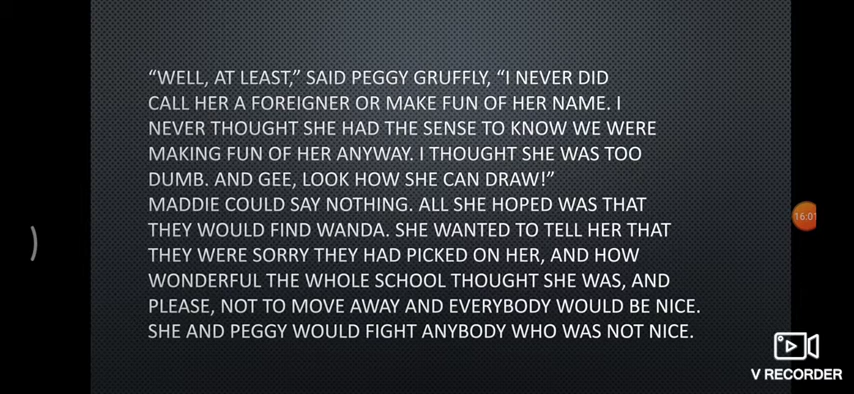 “WELL, AT LEAST,” SAID PEGGY GRUFFLY, “I NEVER DID
CALL HER A FOREIGNER OR MAKE FUN OF HER NAME. I
NEVER THOUGHT SHE HAD THE SENSE TO KNOW WE WERE
MAKING FUN OF HER ANYWAY. I THOUGHT SHE WAS TOO
DUMB. AND GEE, LOOK HOW SHE CAN DRAW!”
MADDIE COULD SAY NOTHING. ALL SHE HOPED WAS THAT
THEY WOULD FIND WANDA. SHE WANTED TO TELL HER THAT
THEY WERE SORRY THEY HAD PICKED ON HER, AND HOW
WONDERFUL THE WHOLE SCHOOL THOUGHT SHE WAS, AND
PLEASE, NOT TO MOVE AWAY AND EVERYBODY WOULD BE NICE.
SHE AND PEGGY WOULD FIGHT ANYBODY WHO WAS NOT NICE.
16:01
V RECORDER